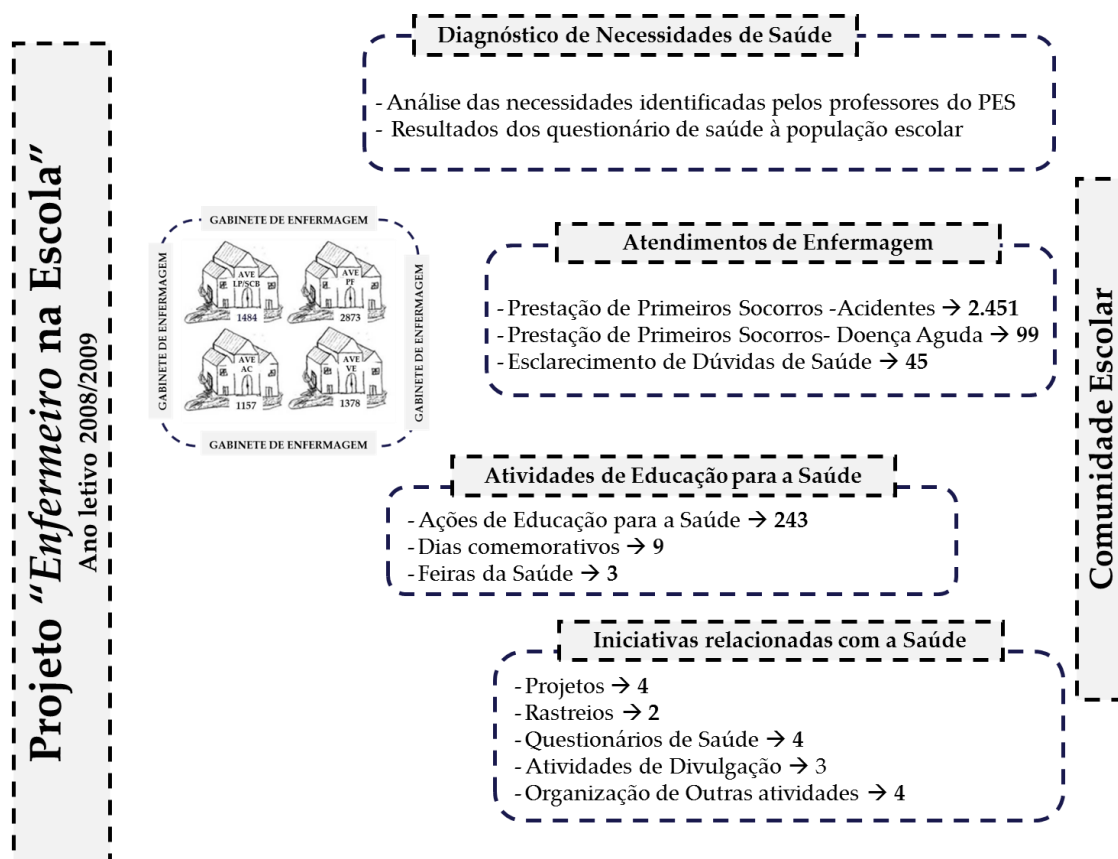 Projeto “Enfermeiro na Escola”
Ano letivo 2008/2009
Diagnóstico de Necessidades de Saúde
- Análise das necessidades identificadas pelos professores do PES
- Resultados dos questionário de saúde à população escolar
GABINETE DE ENFERMAGEM
GABINETE DE ENFERMAGEM
AVE
LP/SCB
1484
AVE
PF
2873
AVE
AC
1157
AVE
VE
1378
GABINETE DE ENFERMAGEM
GABINETE DE ENFERMAGEM
Atendimentos de Enfermagem
- Prestação de Primeiros Socorros -Acidentes → 2.451
- Prestação de Primeiros Socorros- Doença Aguda → 99
- Esclarecimento de Dúvidas de Saúde → 45
Atividades de Educação para a Saúde
- Ações de Educação para a Saúde → 243
- Dias comemorativos → 9
- Feiras da Saúde → 3
Iniciativas relacionadas com a Saúde
- Projetos → 4
- Rastreios → 2
- Questionários de Saúde → 4
- Atividades de Divulgação → 3
- Organização de Outras atividades → 4
Comunidade Escolar